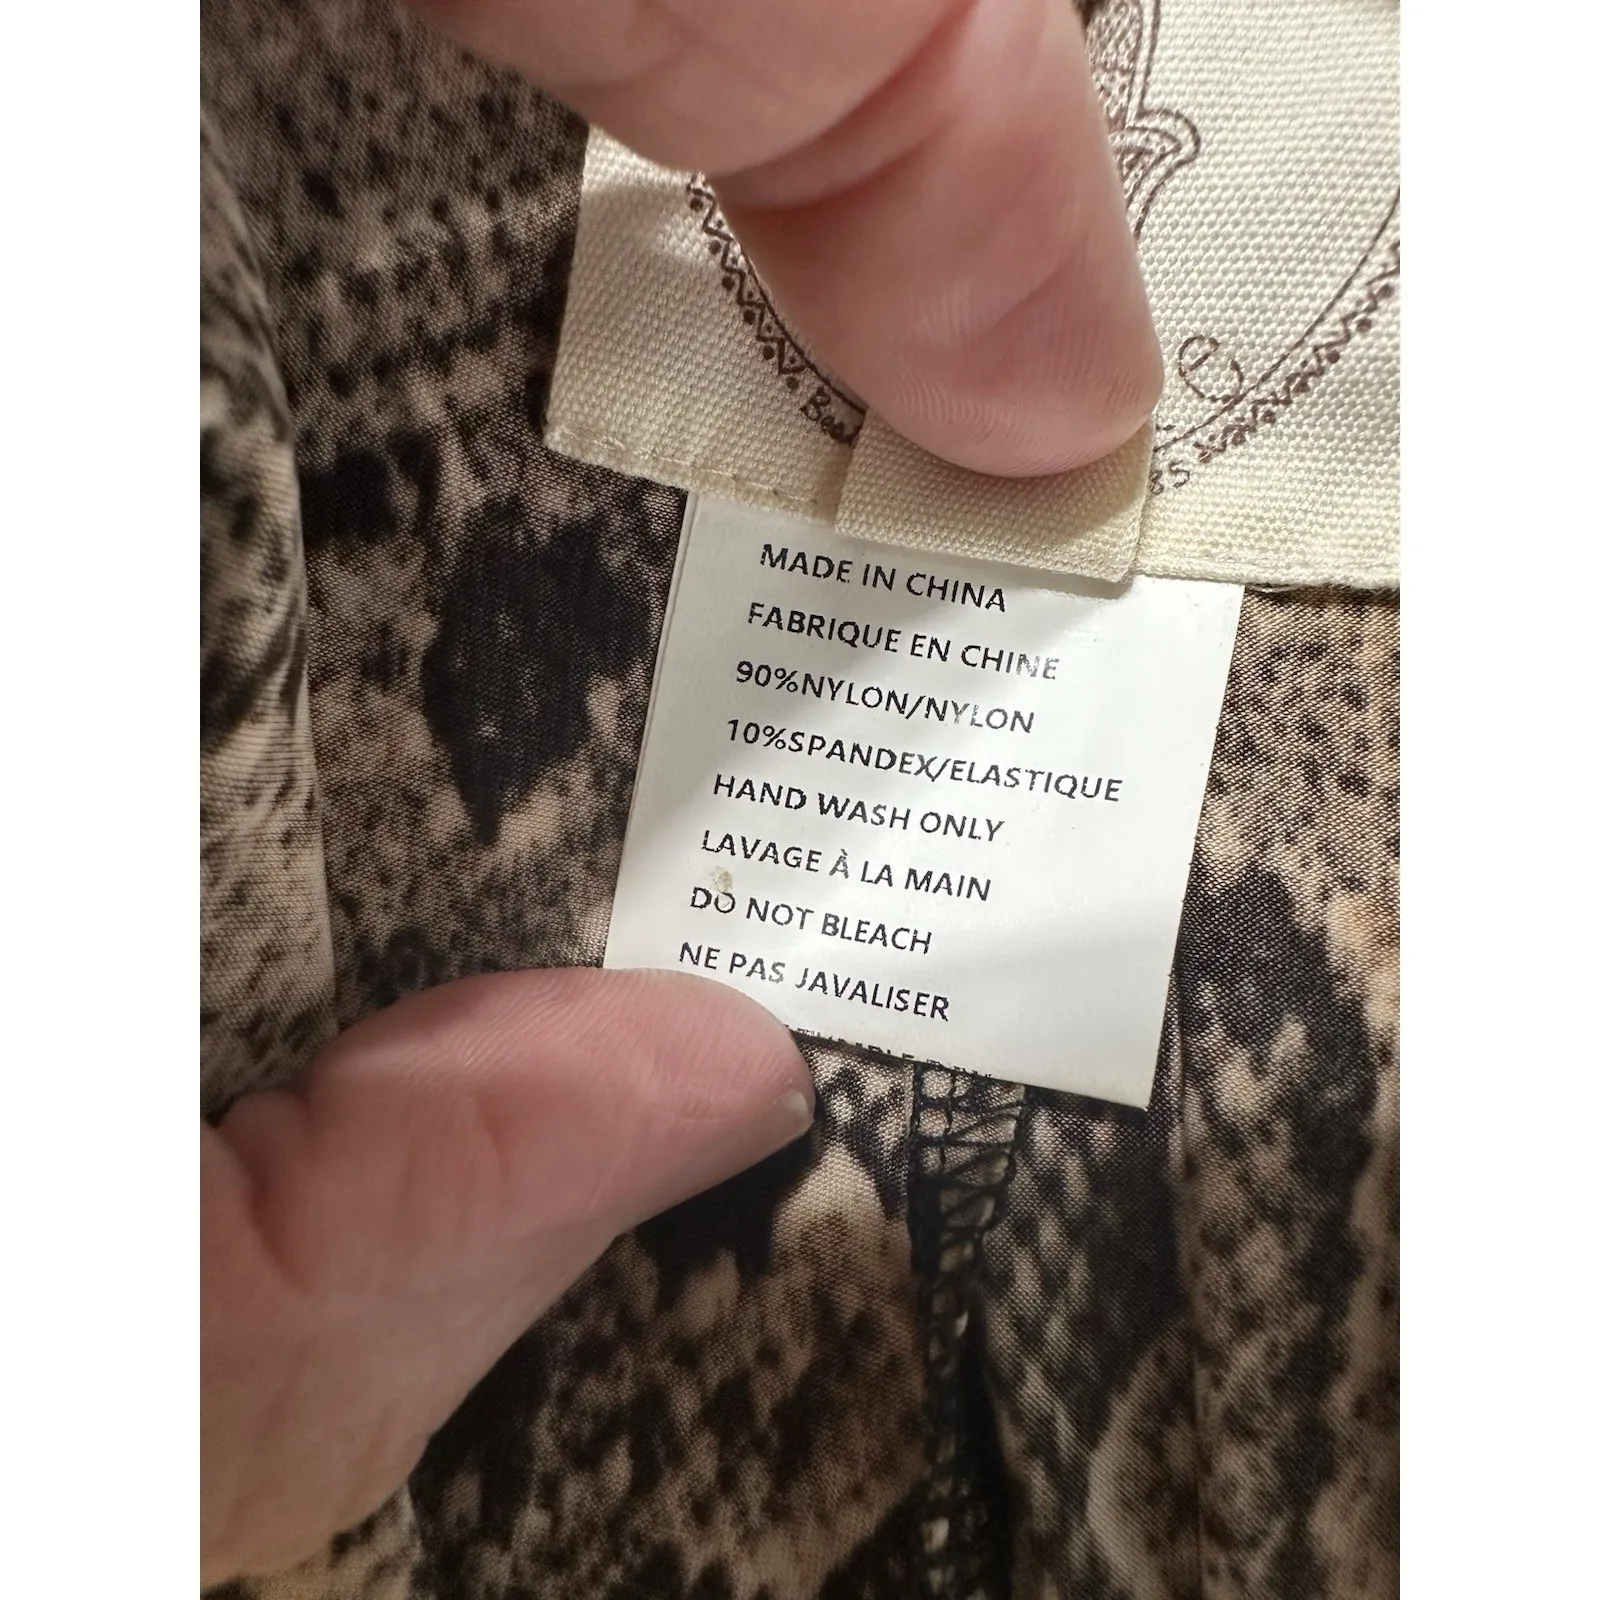 MADE IN CHINA
FABRIQUE EN CHINE
90%NYLON/NYLON
10%SPANDEX/ELASTIQUE
HAND WASH ONLY
LAVAGE À LA MAIN
DO NOT BLEACH
NE PAS JAVALISER